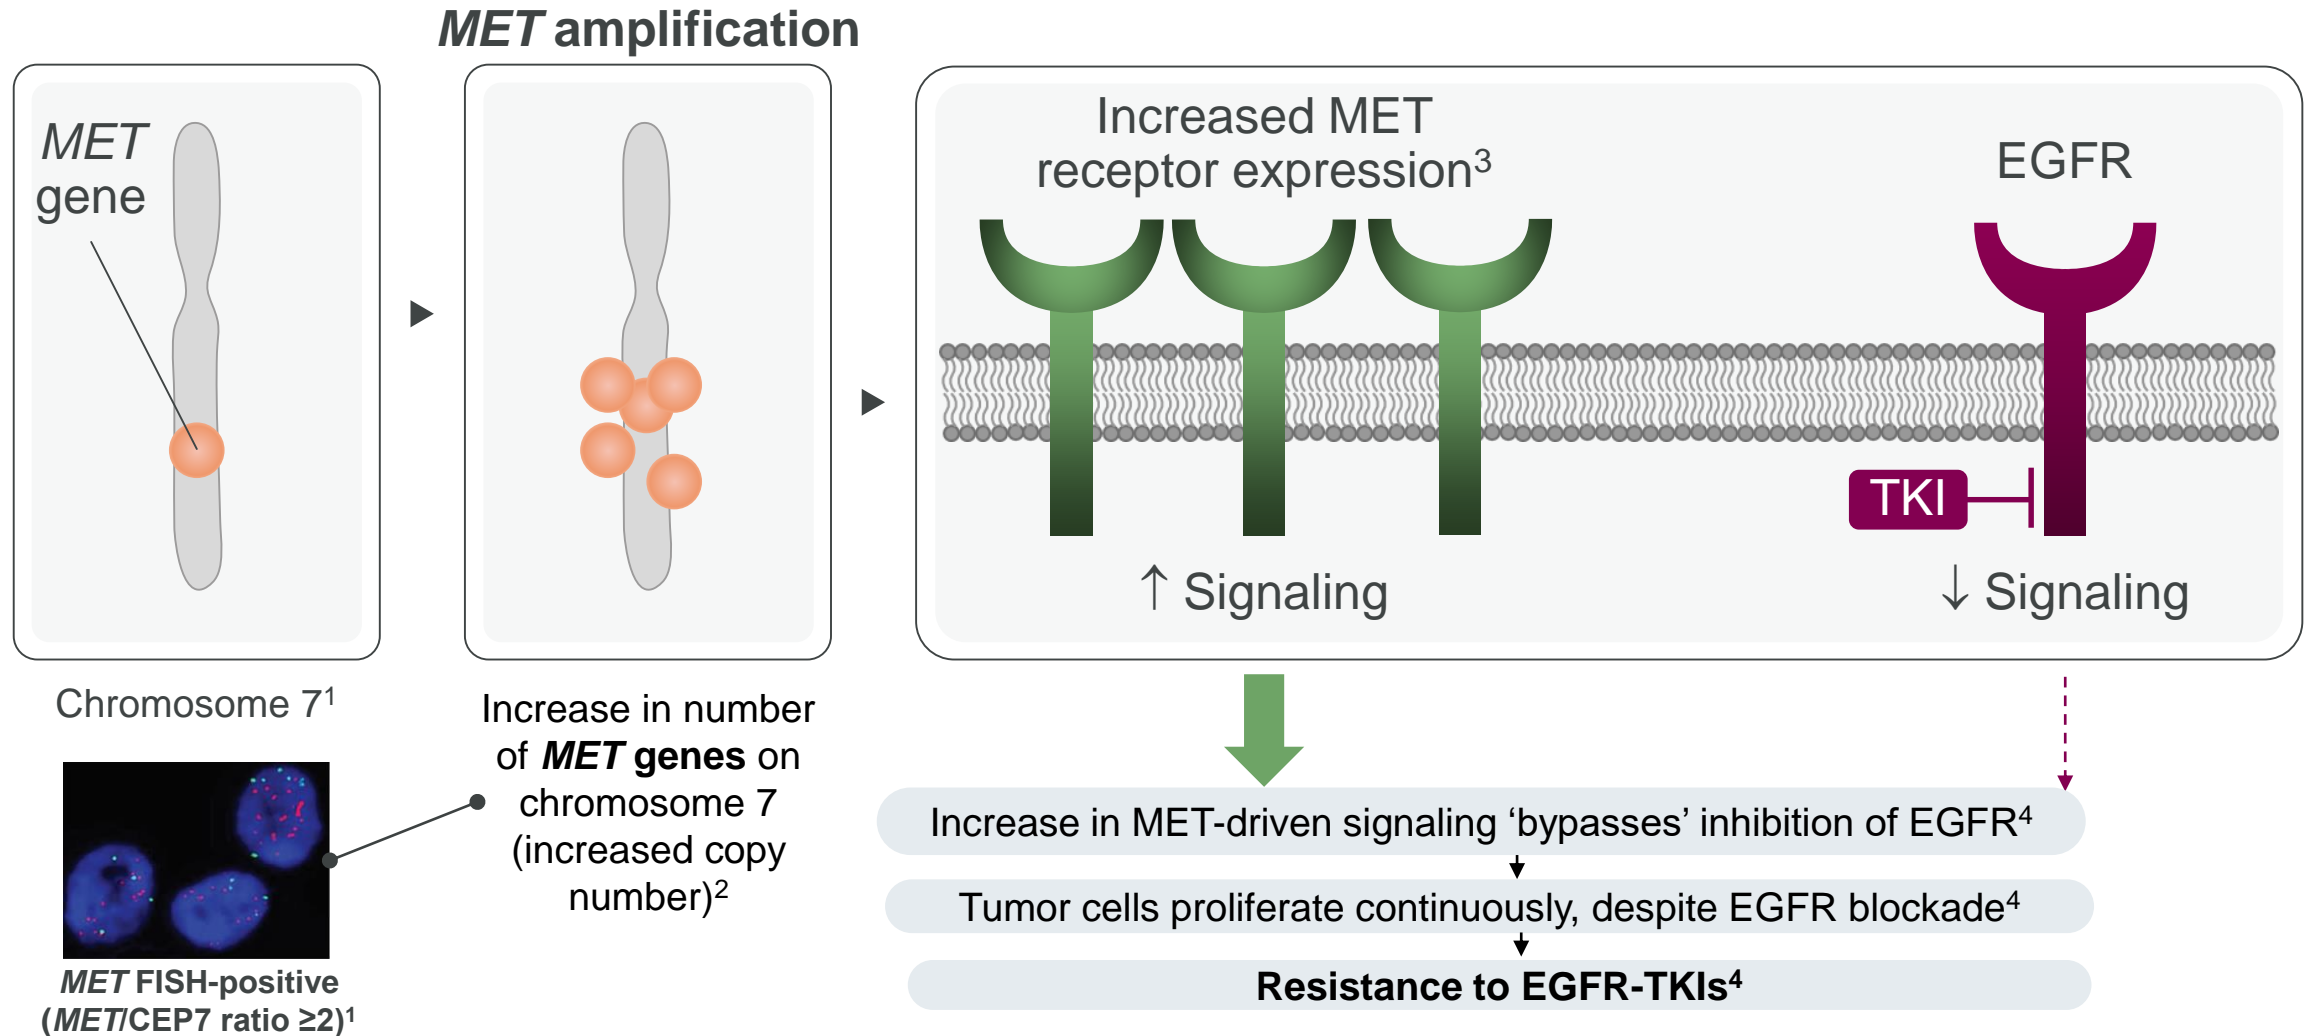 MET amplification
MET
gene
Increased MET
receptor expression³
EGFR
TKI
↑ Signaling
↓ Signaling
Chromosome 7¹
Increase in number
of MET genes on
chromosome 7
(increased copy
number)²
MET FISH-positive
(MET/CEP7 ratio ≥2)¹
Increase in MET-driven signaling ‘bypasses’ inhibition of EGFR⁴
Tumor cells proliferate continuously, despite EGFR blockade⁴
Resistance to EGFR-TKIs⁴